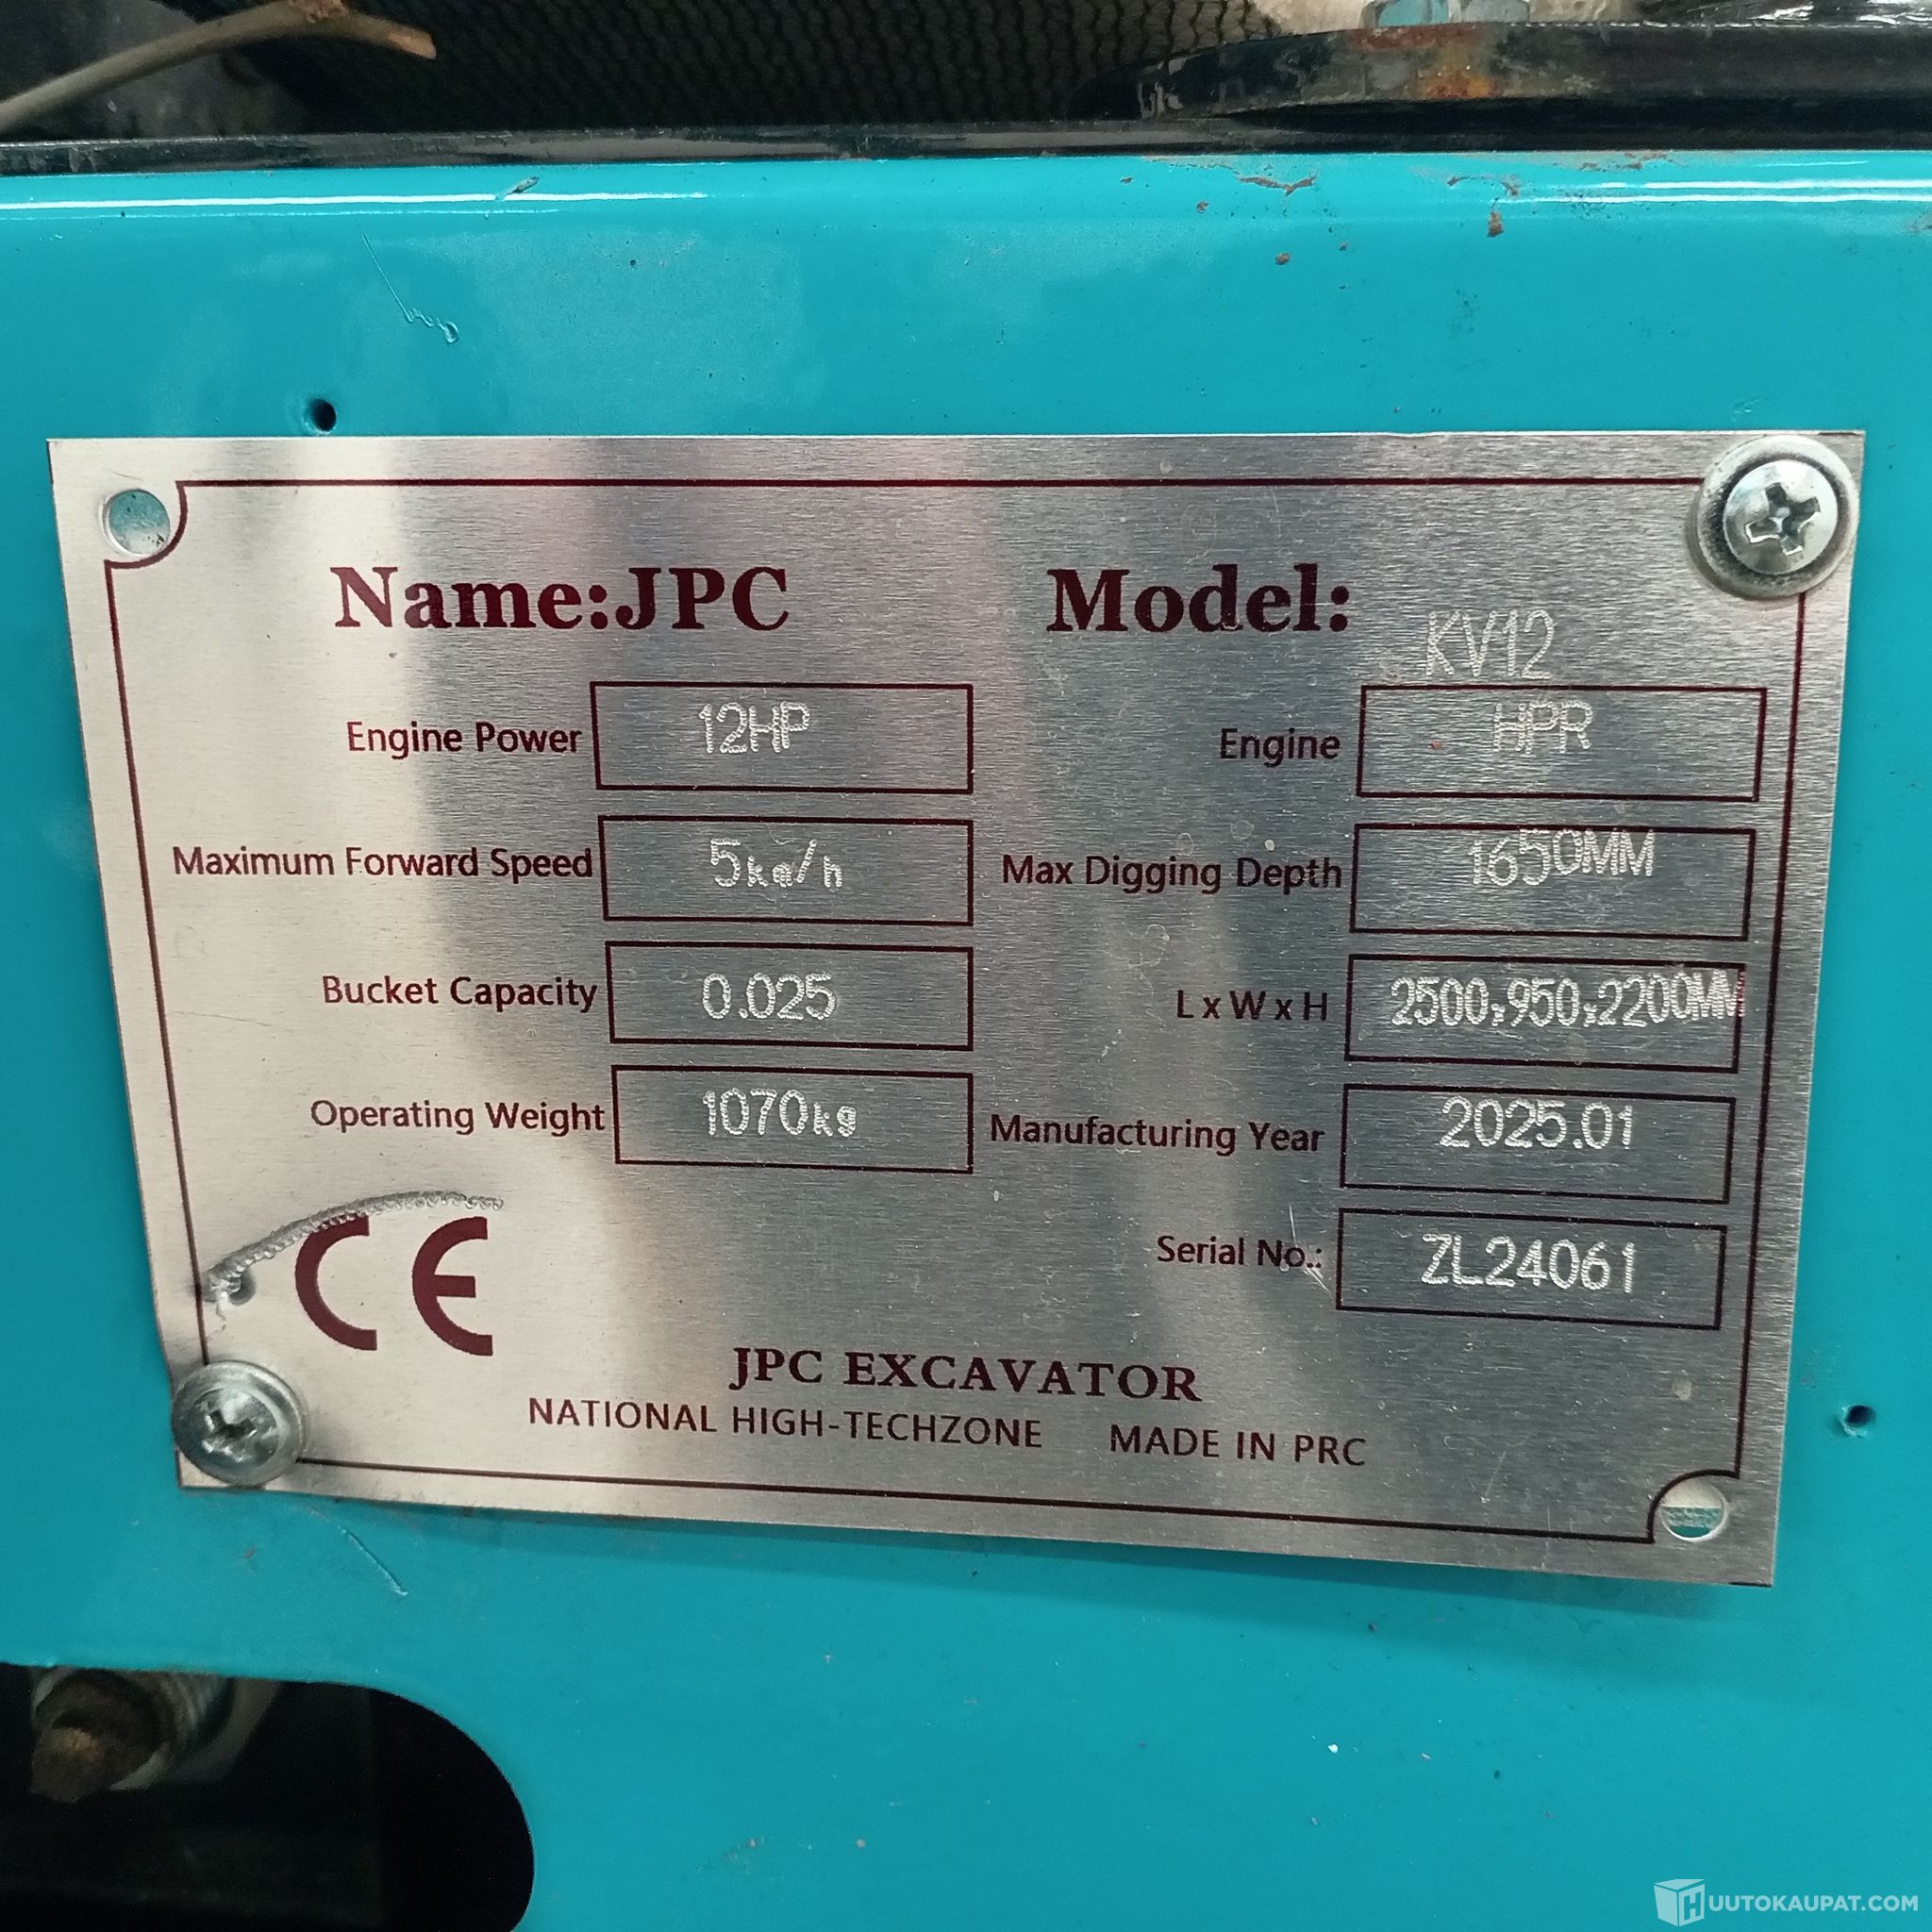 Name:JPC Model: KV12
Engine Power 12HP Engine HPR
Maximum Forward Speed 5km/h Max Digging Depth 1650MM
Bucket Capacity 0.025 L x W x H 2500x950x2200MM
Operating Weight 1070kg Manufacturing Year 2025.01
CE Serial No.: ZL24061
JPC EXCAVATOR
NATIONAL HIGH-TECHZONE MADE IN PRC
HUUTOKAUPAT.COM